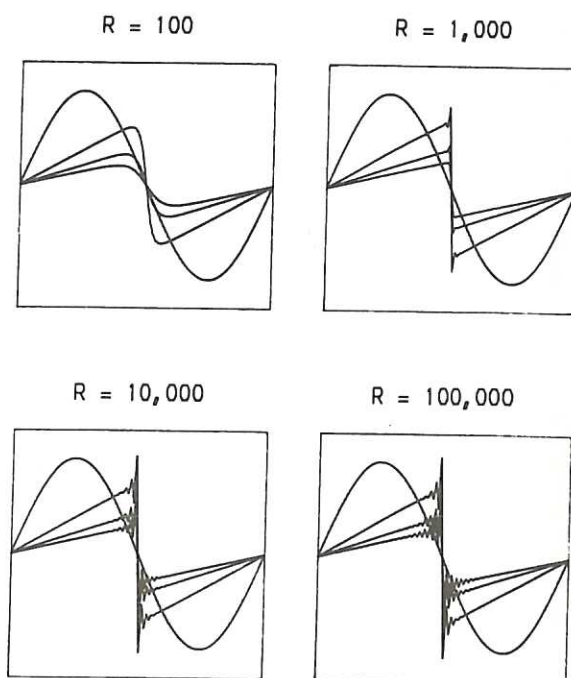 R = 100
R = 1,000
R = 10,000
R = 100,000